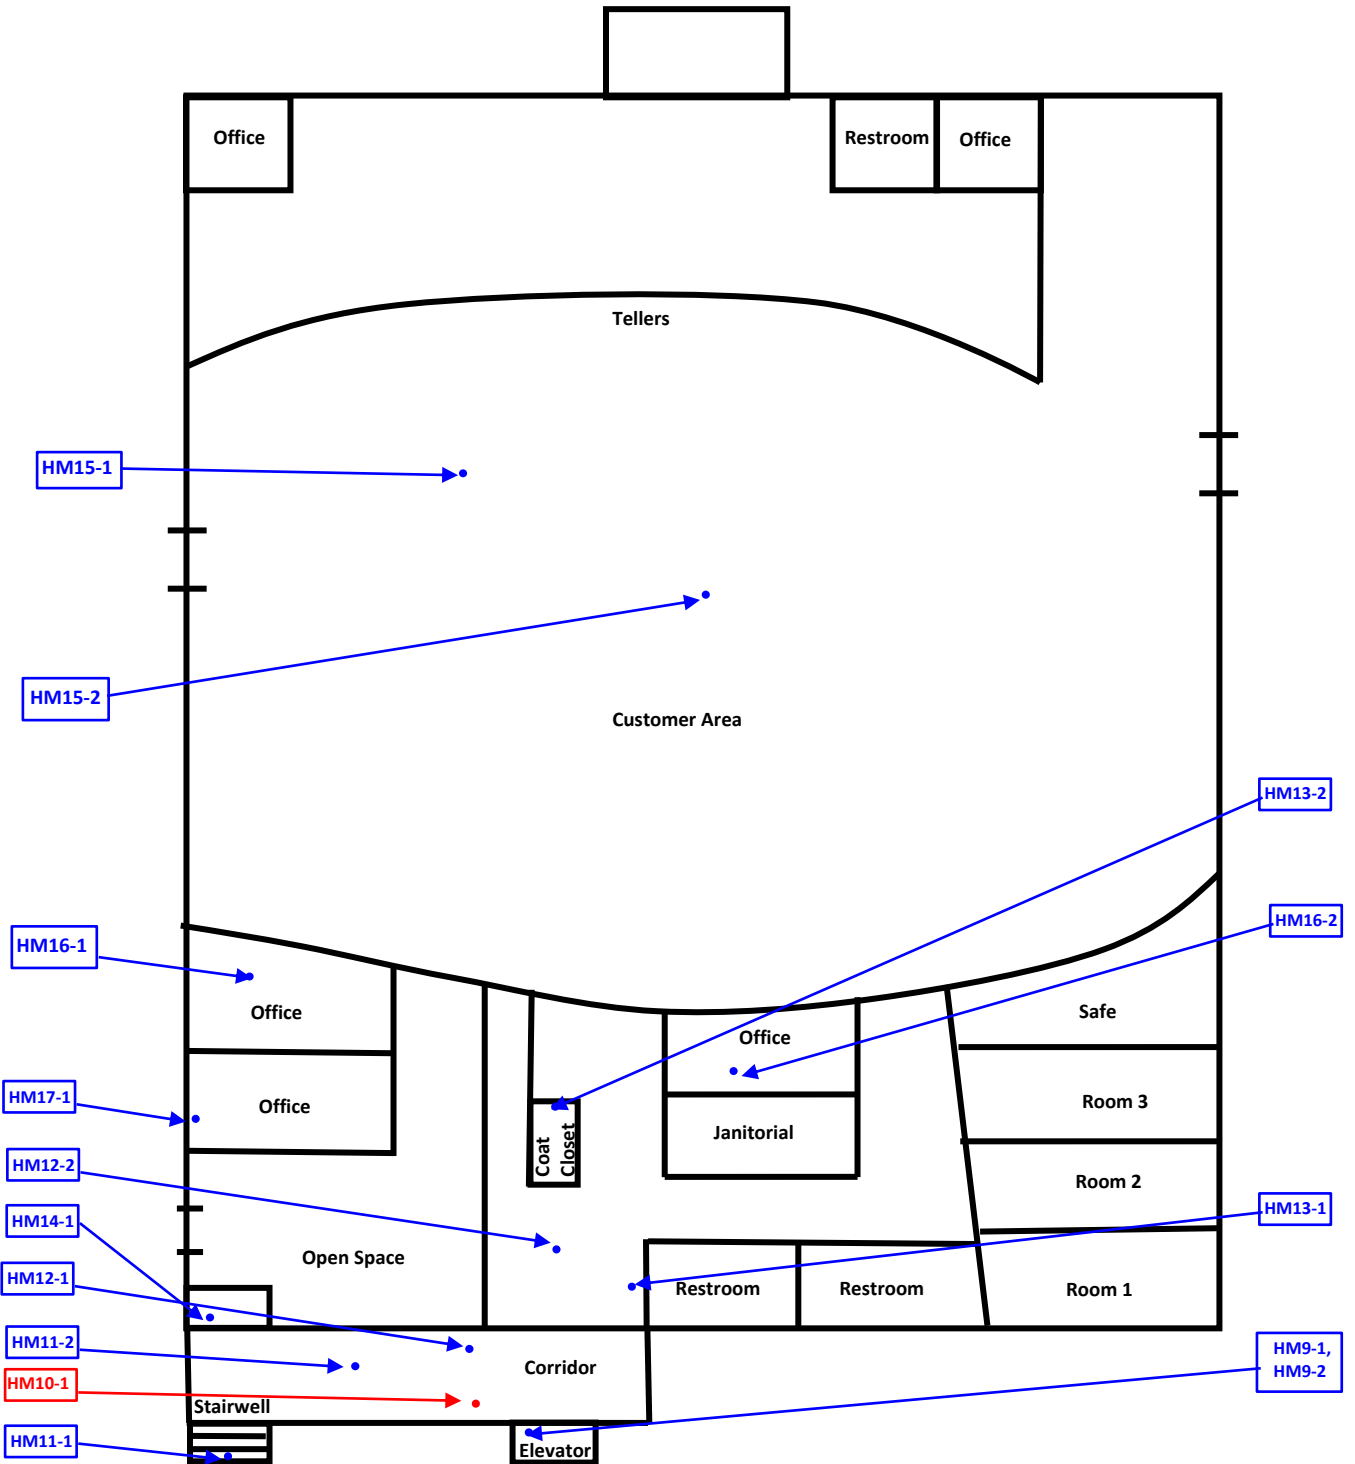 Office
Restroom
Office
Tellers
HM15-1
HM15-2
Customer Area
HM13-2
HM16-1
HM16-2
Office
Safe
Office
HM17-1
Office
Room 3
Coat
Closet
Janitorial
HM12-2
Room 2
HM14-1
HM13-1
Open Space
HM12-1
Restroom
Restroom
Room 1
HM11-2
Corridor
HM9-1,
HM9-2
HM10-1
Stairwell
HM11-1
Elevator